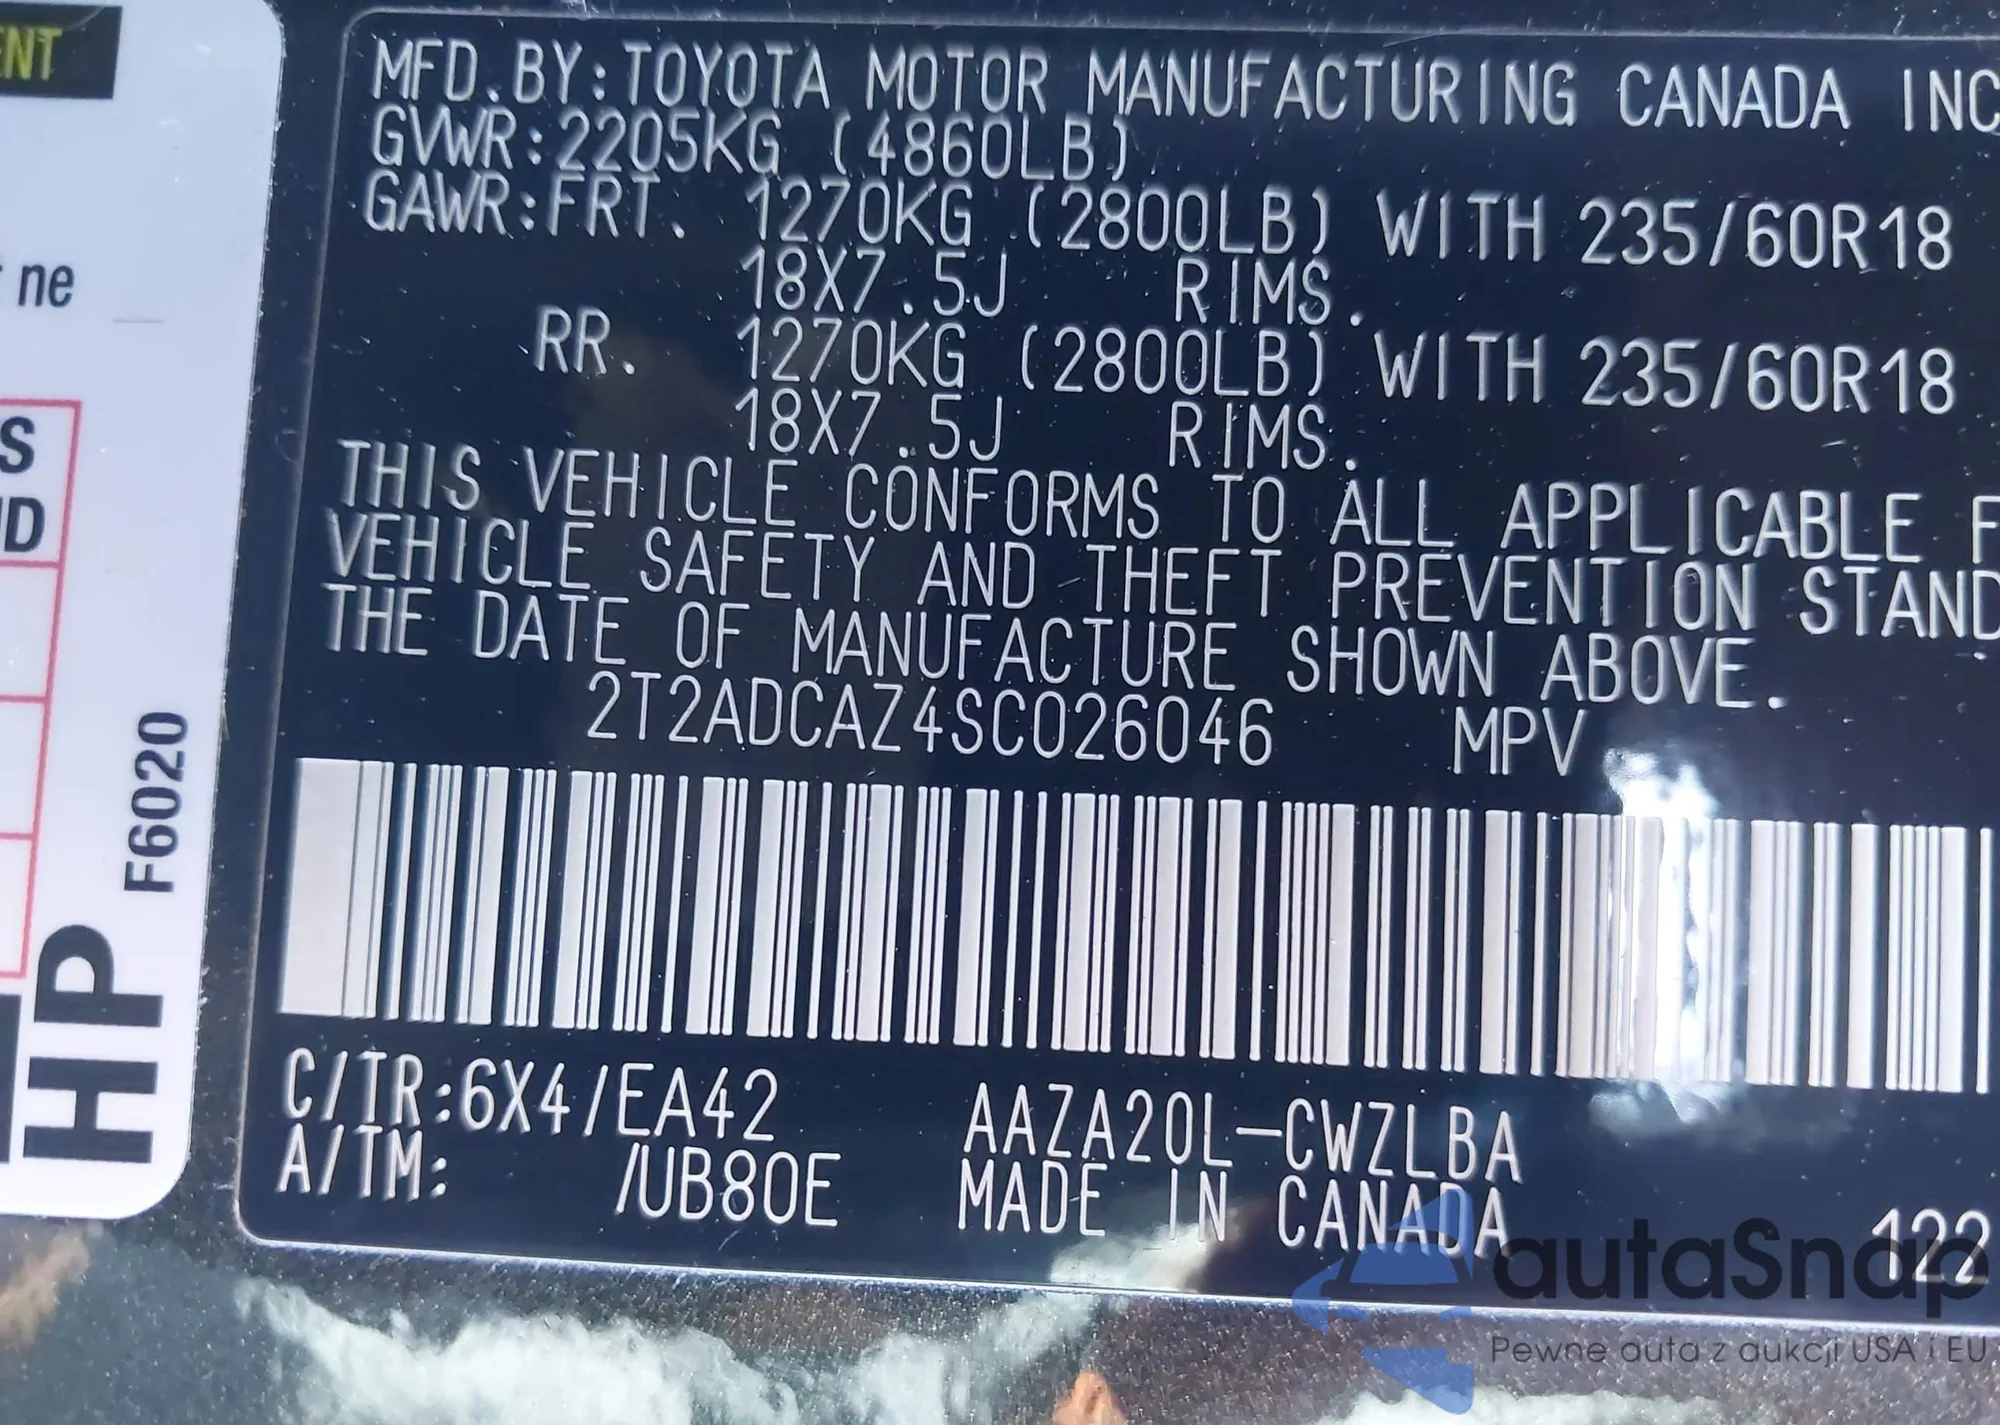 ENT
ne
S
ND
F6020
HP
MFD.BY:TOYOTA MOTOR MANUFACTURING CANADA INC
GVWR:2205KG (4860LB)
GAWR:FRT. 1270KG (2800LB) WITH 235/60R18
18X7.5J RIMS.
RR. 1270KG (2800LB) WITH 235/60R18
18X7.5J RIMS.
THIS VEHICLE CONFORMS TO ALL APPLICABLE F
VEHICLE SAFETY AND THEFT PREVENTION STAND
THE DATE OF MANUFACTURE SHOWN ABOVE.
2T2ADCAZ4SC026046 MPV
C/TR:6X4/EA42 AAZA20L-CWZLBA
A/TM: /UB80E MADE IN CANADA
122
autaSnap
Pewne auta z aukcji USA i EU